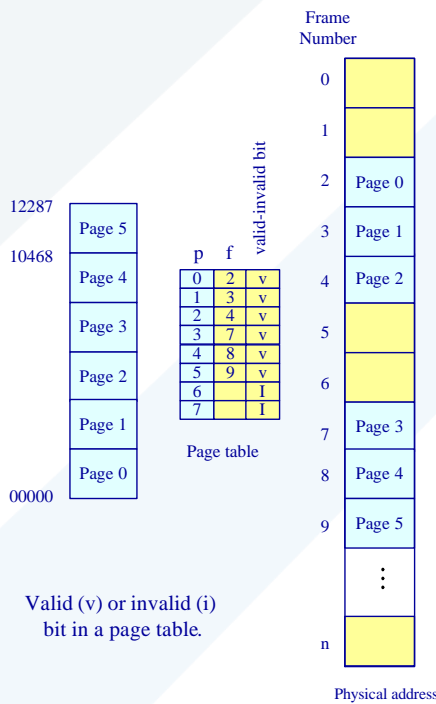 Frame
Number
0
1
2 Page 0
3 Page 1
4 Page 2
5
6
7 Page 3
8 Page 4
9 Page 5
⋮
n
Physical address
12287
10468
00000
Page 5
Page 4
Page 3
Page 2
Page 1
Page 0
p f valid-invalid bit
0 2 v
1 3 v
2 4 v
3 7 v
4 8 v
5 9 v
6 I
7 I
Page table
Valid (v) or invalid (i)
bit in a page table.